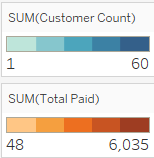 SUM(Customer Count)
1 60
SUM(Total Paid)
48 6,035